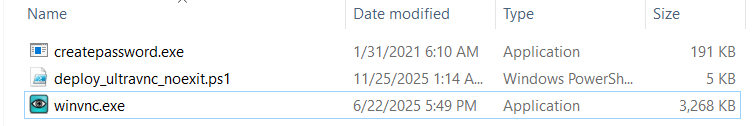 Name Date modified Type Size
createpassword.exe 1/31/2021 6:10 AM Application 191 KB
deploy_ultravnc_noexit.ps1 11/25/2025 1:14 A... Windows PowerSh... 5 KB
winvnc.exe 6/22/2025 5:49 PM Application 3,268 KB